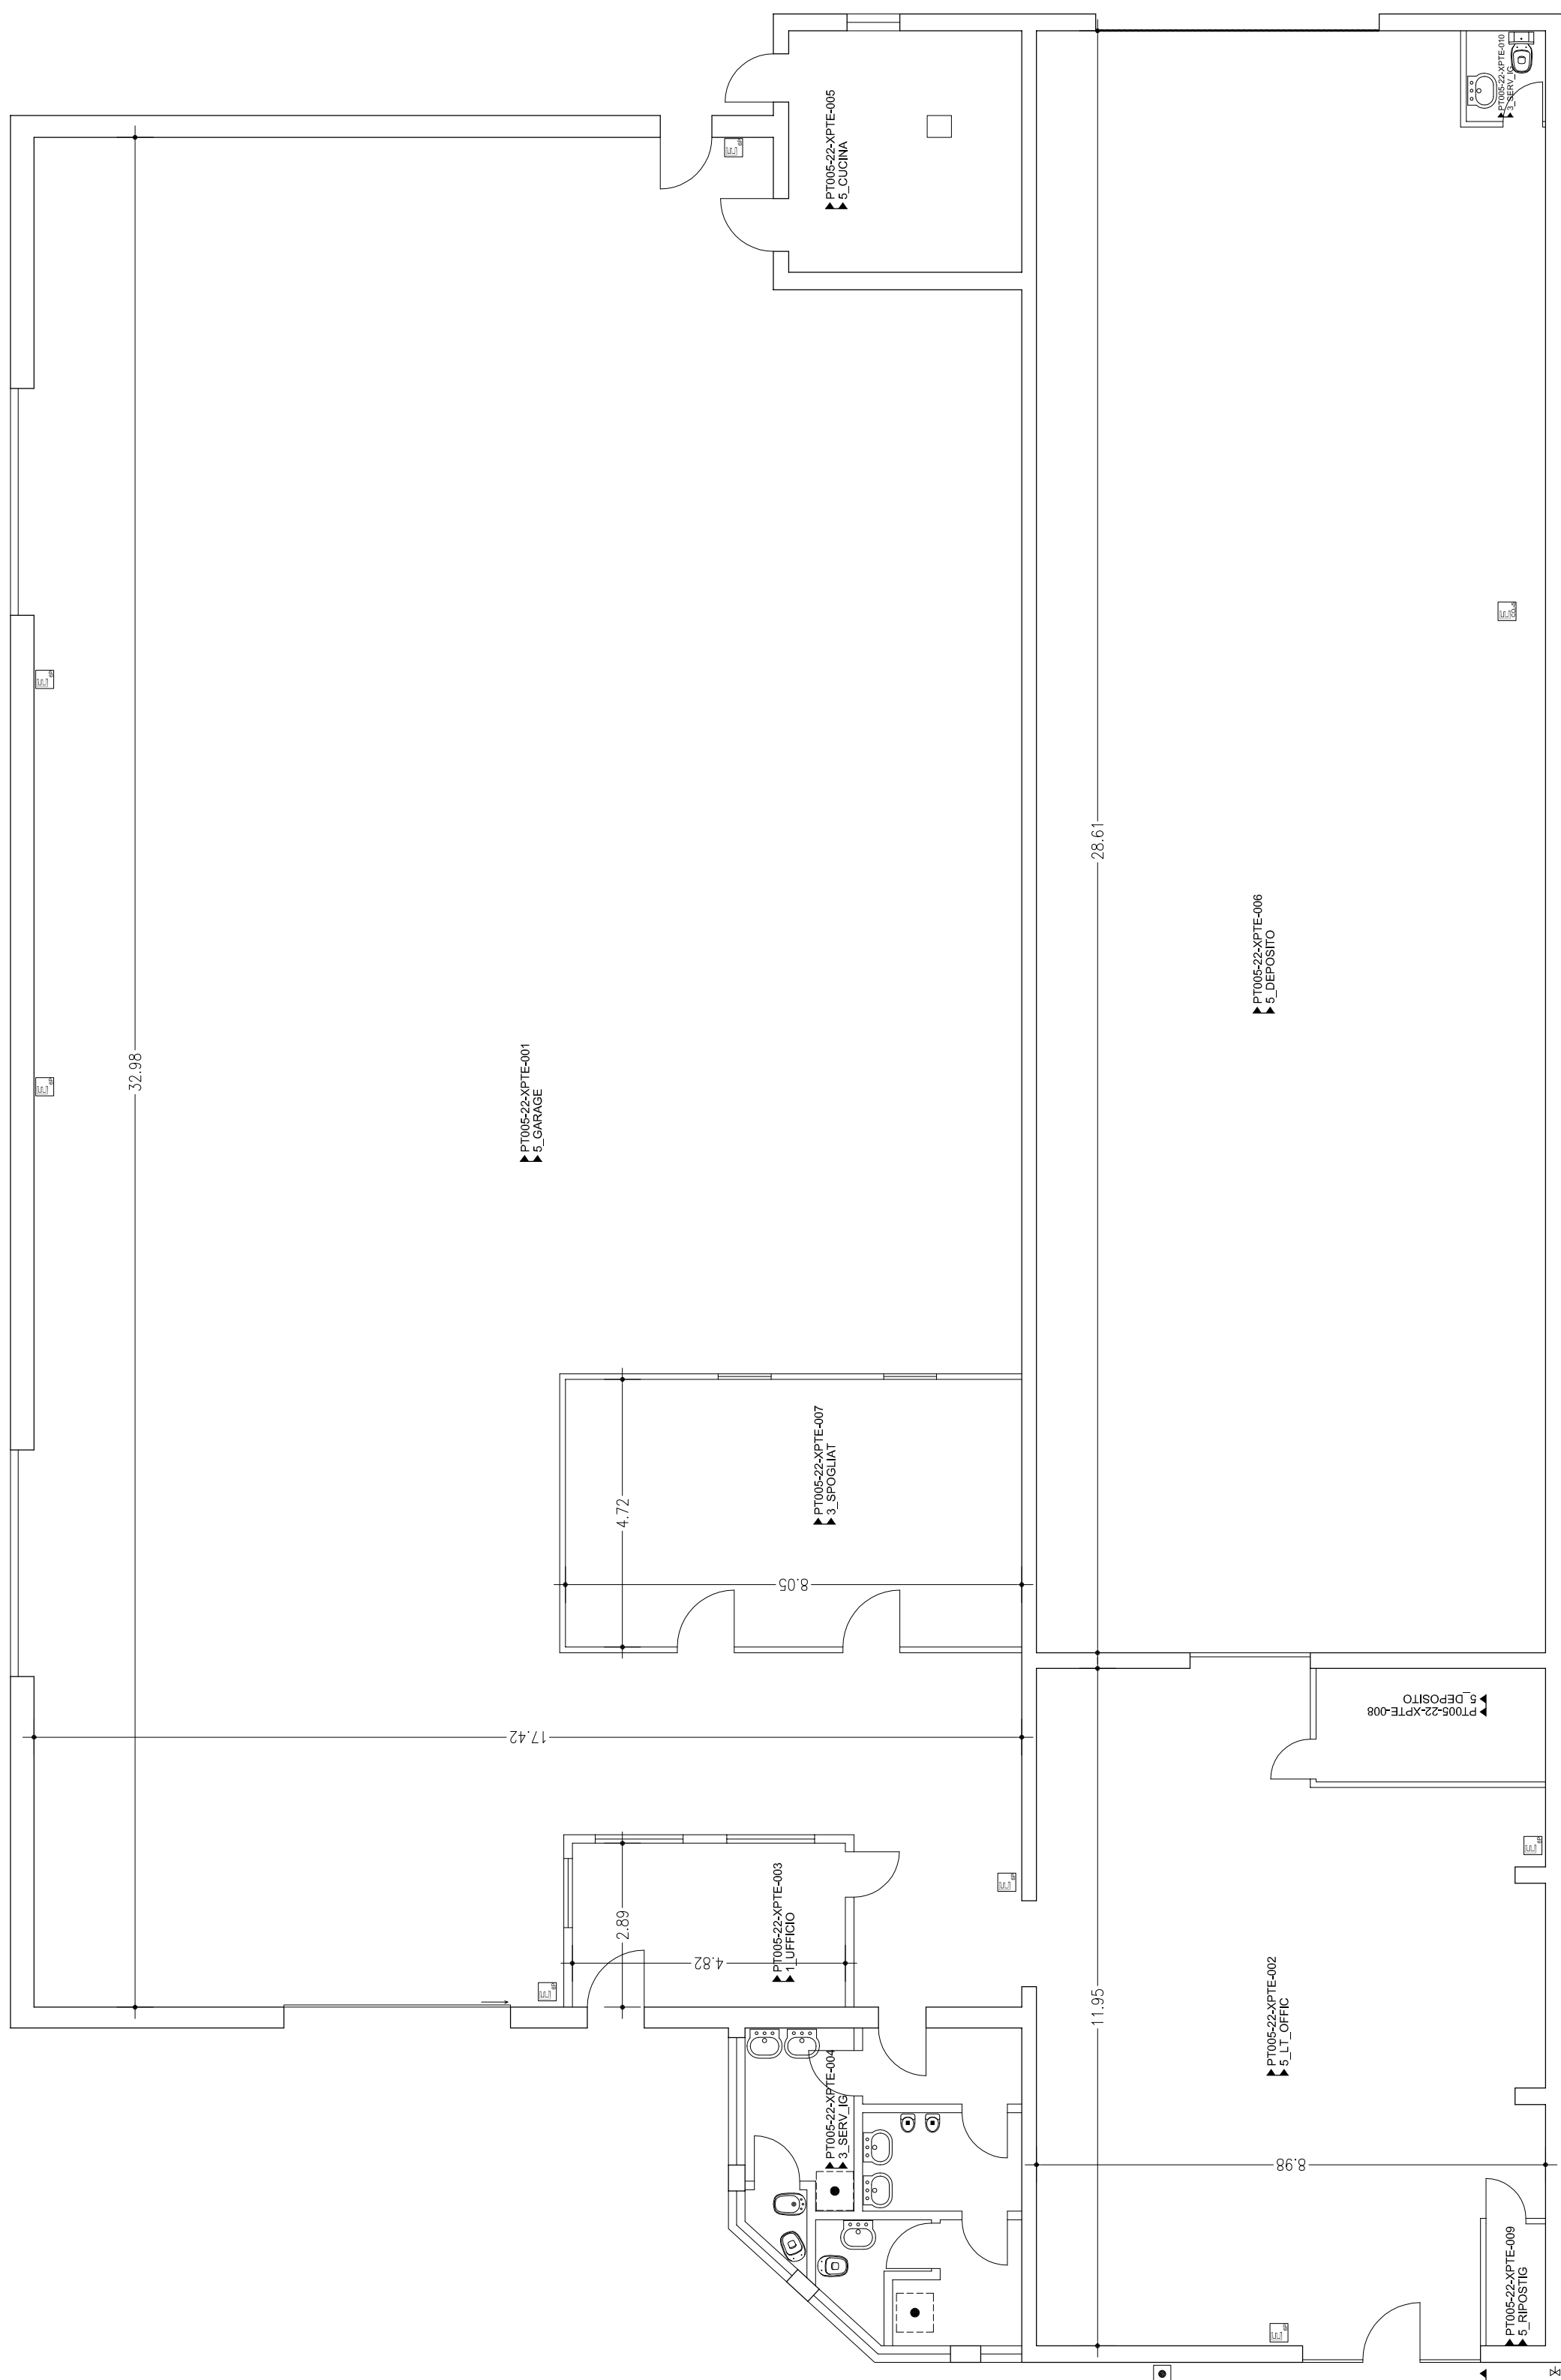 PT005-22-XPTE-005
5_CUCINA
PT005-22-XPTE-010
3_SERV_IG
28.61
PT005-22-XPTE-006
5_DEPOSITO
32.98
PT005-22-XPTE-001
5_GARAGE
PT005-22-XPTE-007
3_SPOGLIAT
4.72
8.05
17.42
PT005-22-XPTE-008
5_DEPOSITO
PT005-22-XPTE-003
1_UFFICIO
2.89
4.82
PT005-22-XPTE-002
5_LT_OFFIC
11.95
8.98
PT005-22-XPTE-004
3_SERV_IG
PT005-22-XPTE-009
5_RIPOSTIG